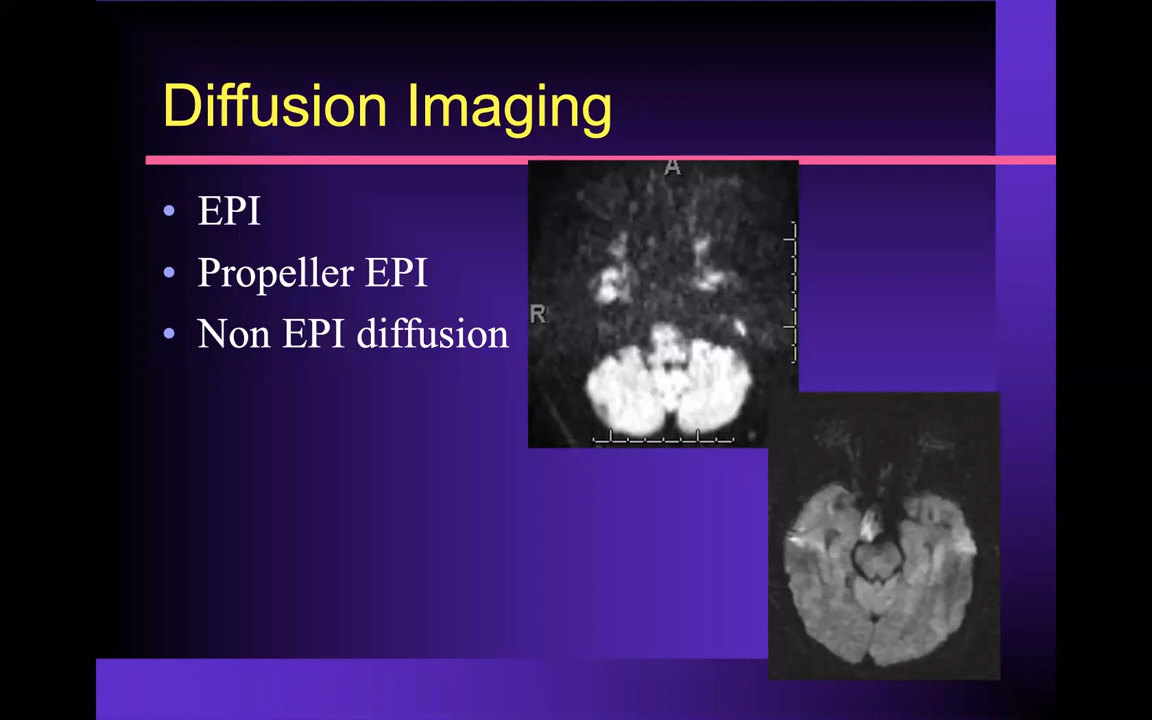 Diffusion Imaging
• EPI
• Propeller EPI
• Non EPI diffusion
A
R